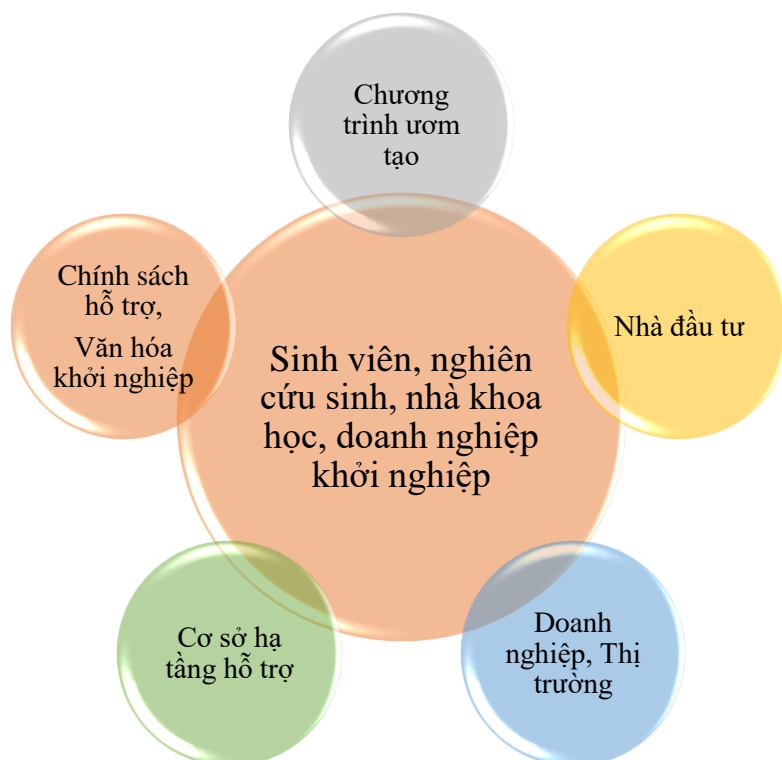 Chương
trình ươm
tạo
Chính sách
hỗ trợ,
Văn hóa
khởi nghiệp
Nhà đầu tư
Sinh viên, nghiên
cứu sinh, nhà khoa
học, doanh nghiệp
khởi nghiệp
Cơ sở hạ
tầng hỗ trợ
Doanh
nghiệp, Thị
trường